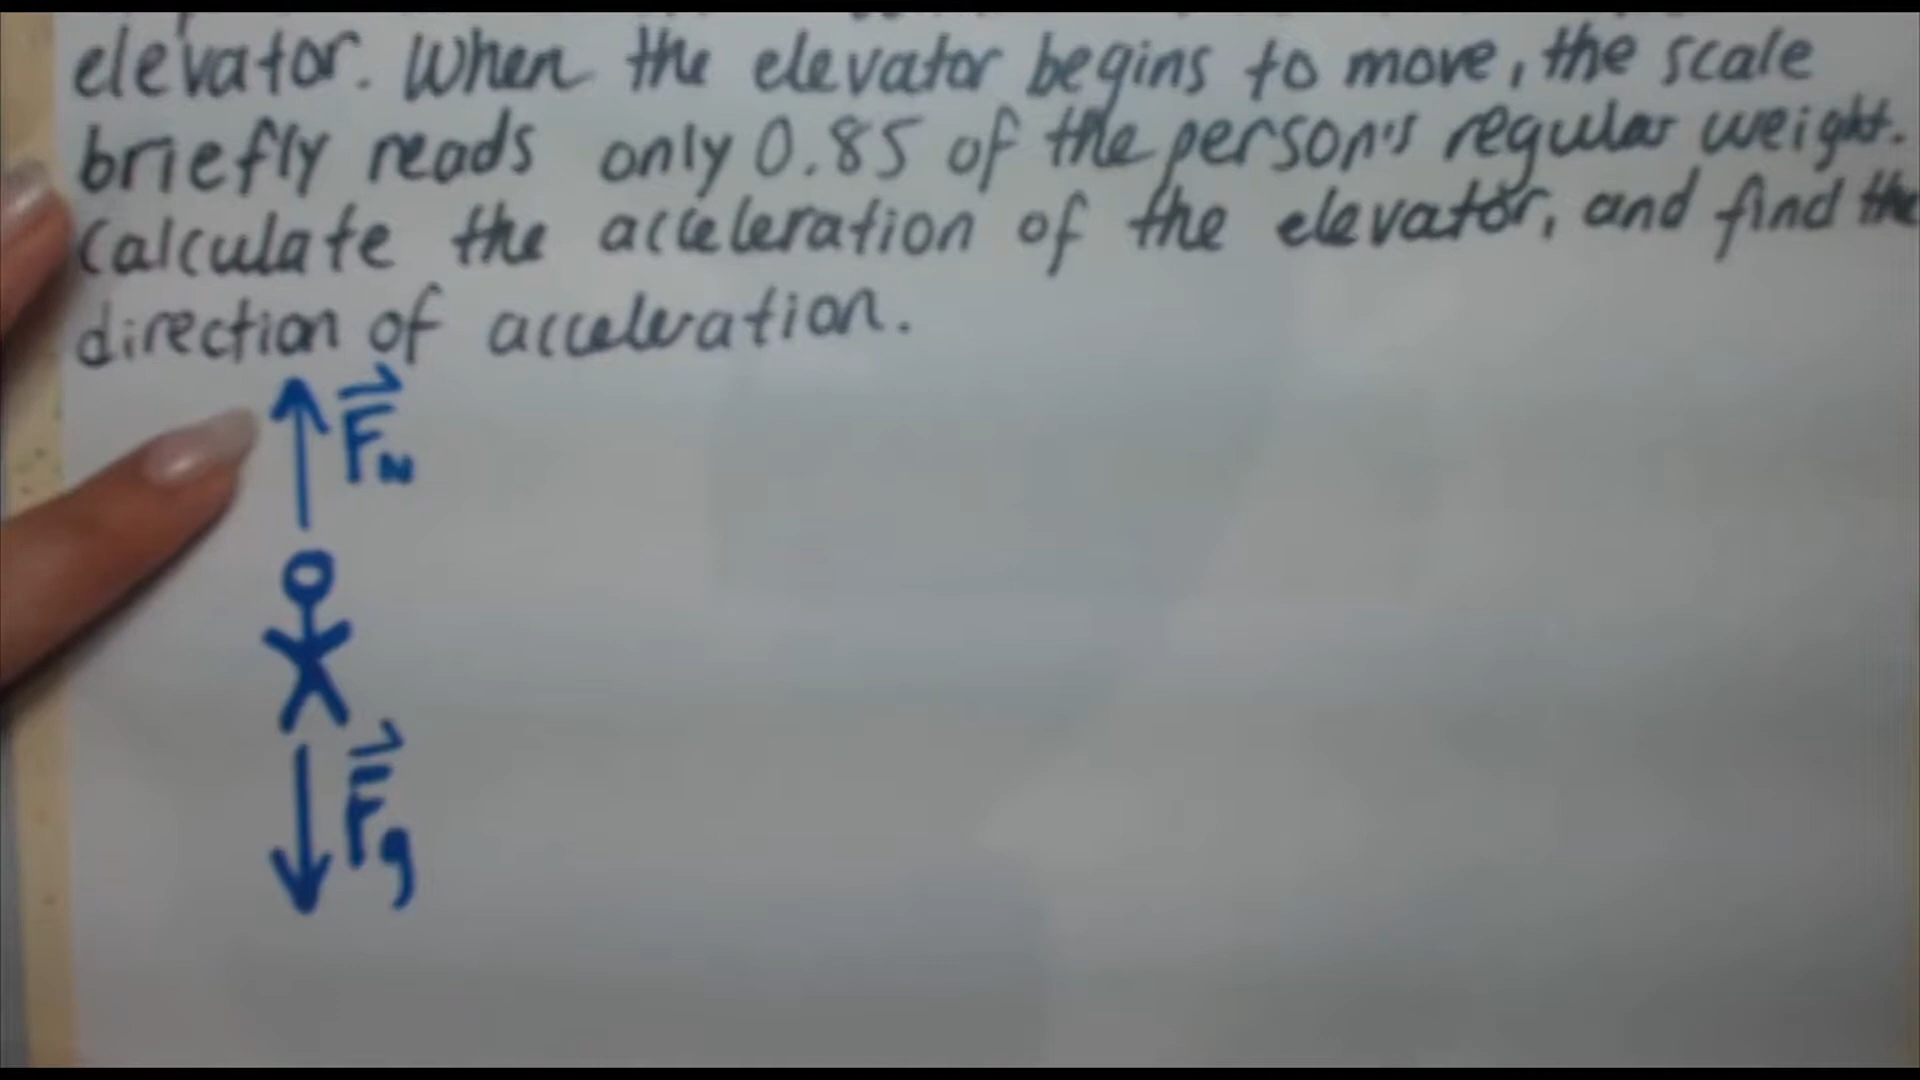 elevator. When the elevator begins to move, the scale
briefly reads only 0.85 of the person's regular weight.
Calculate the acceleration of the elevator, and find the
direction of acceleration.
F⃗N
F⃗g